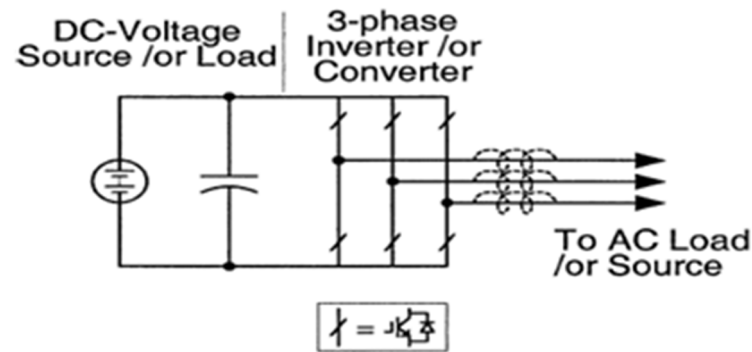 DC-Voltage
Source /or Load
3-phase
Inverter /or
Converter
To AC Load
/or Source
=